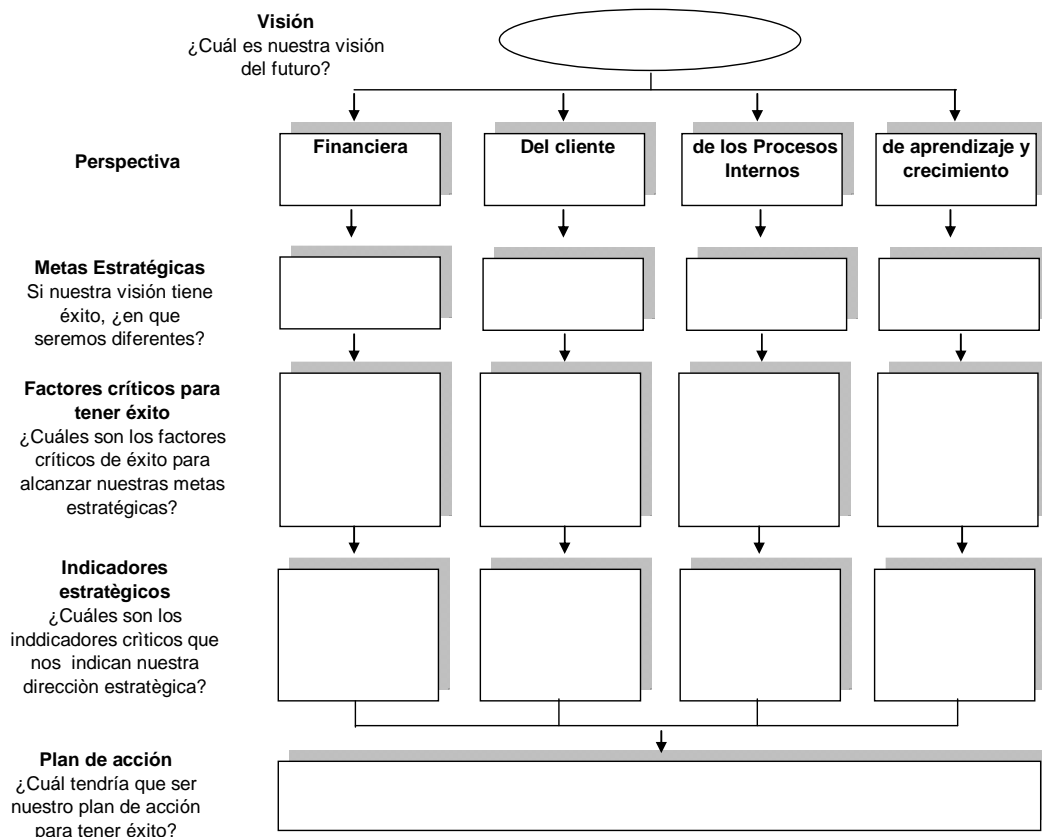 Visión
¿Cuál es nuestra visión
del futuro?
Perspectiva
Financiera
Del cliente
de los Procesos
Internos
de aprendizaje y
crecimiento
Metas Estratégicas
Si nuestra visión tiene
éxito, ¿en que
seremos diferentes?
Factores críticos para
tener éxito
¿Cuáles son los factores
críticos de éxito para
alcanzar nuestras metas
estratégicas?
Indicadores
estratègicos
¿Cuáles son los
inddicadores crìticos que
nos indican nuestra
direcciòn estratègica?
Plan de acción
¿Cuál tendría que ser
nuestro plan de acción
para tener éxito?